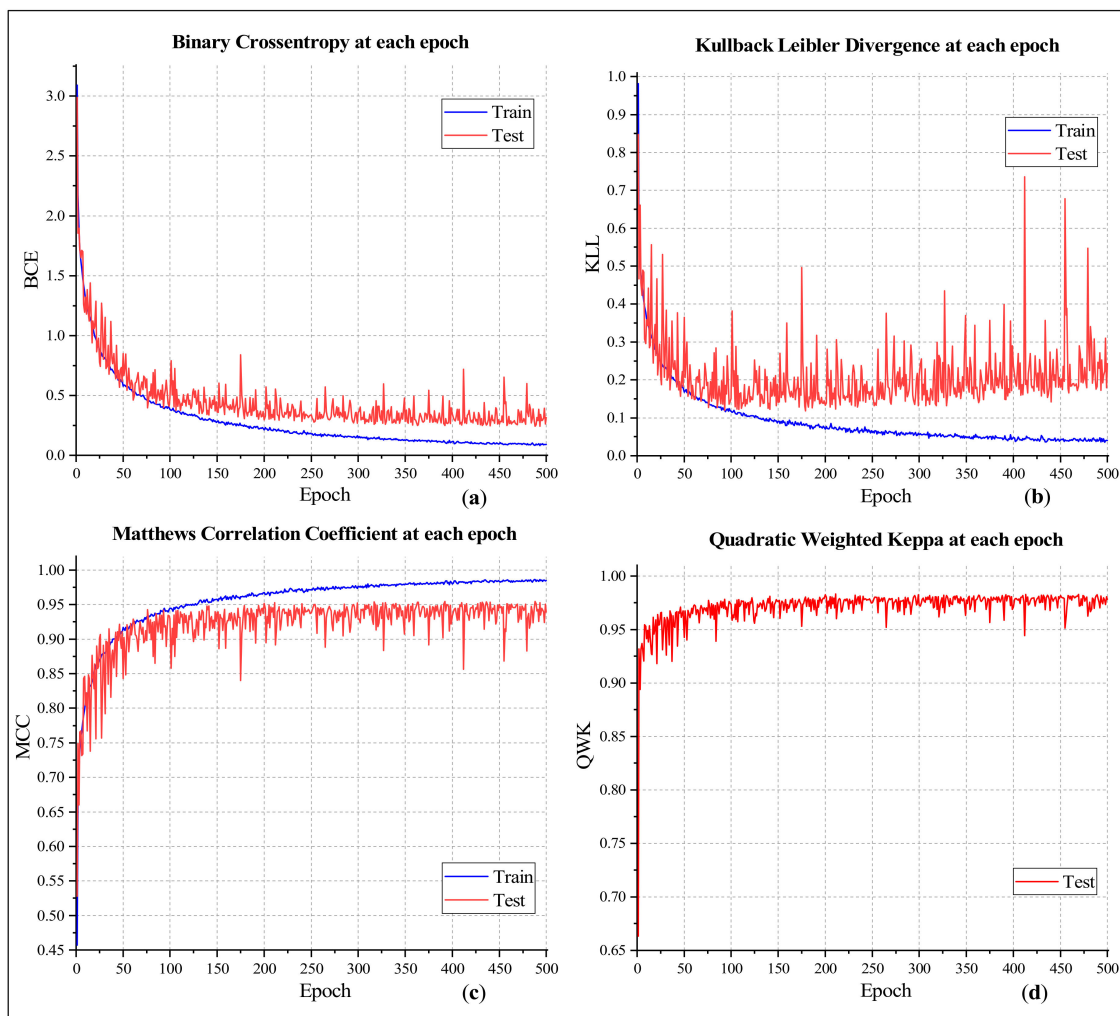 Binary Crossentropy at each epoch
3.0
2.5
2.0
1.5
1.0
0.5
0.0
BCE
Train
Test
0 50 100 150 200 250 300 350 400 450 500
Epoch
(a)
Kullback Leibler Divergence at each epoch
1.0
0.9
0.8
0.7
0.6
0.5
0.4
0.3
0.2
0.1
0.0
KLL
Train
Test
0 50 100 150 200 250 300 350 400 450 500
Epoch
(b)
Matthews Correlation Coefficient at each epoch
1.00
0.95
0.90
0.85
0.80
0.75
0.70
0.65
0.60
0.55
0.50
0.45
MCC
Train
Test
0 50 100 150 200 250 300 350 400 450 500
Epoch
(c)
Quadratic Weighted Keppa at each epoch
1.00
0.95
0.90
0.85
0.80
0.75
0.70
0.65
QWK
Test
0 50 100 150 200 250 300 350 400 450 500
Epoch
(d)